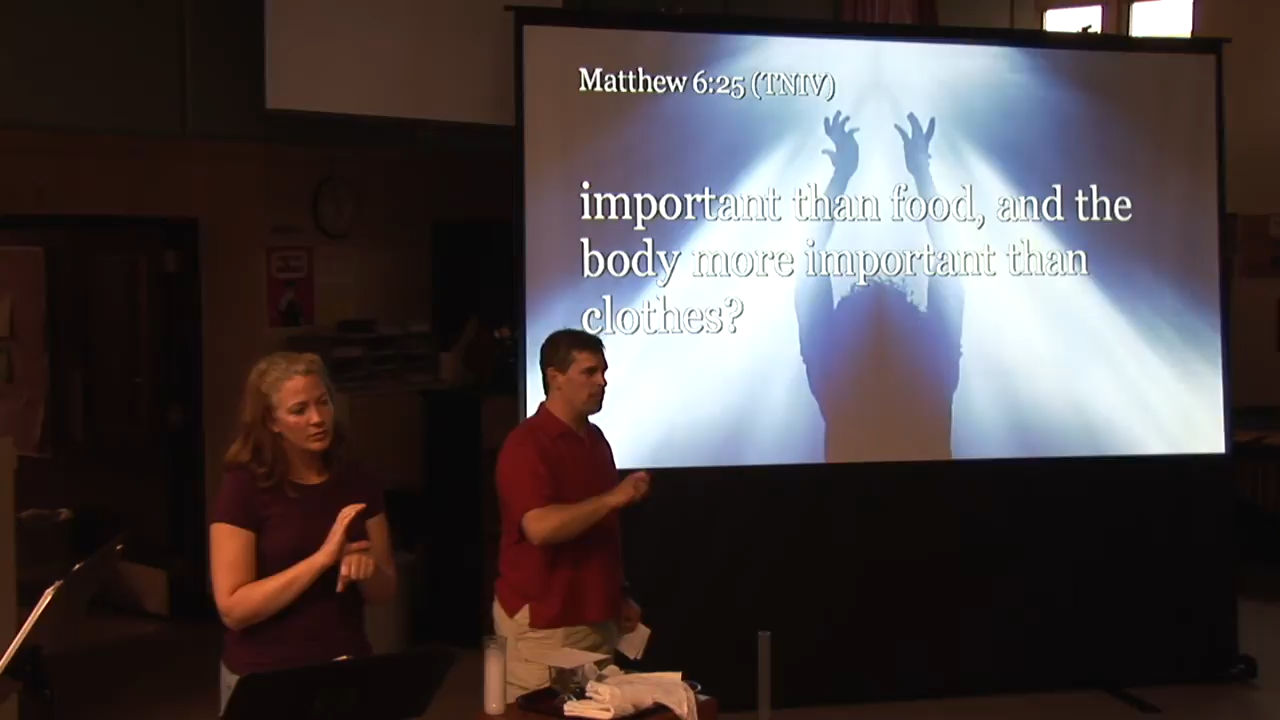 Matthew 6:25 (TNIV)
important than food, and the
body more important than
clothes?